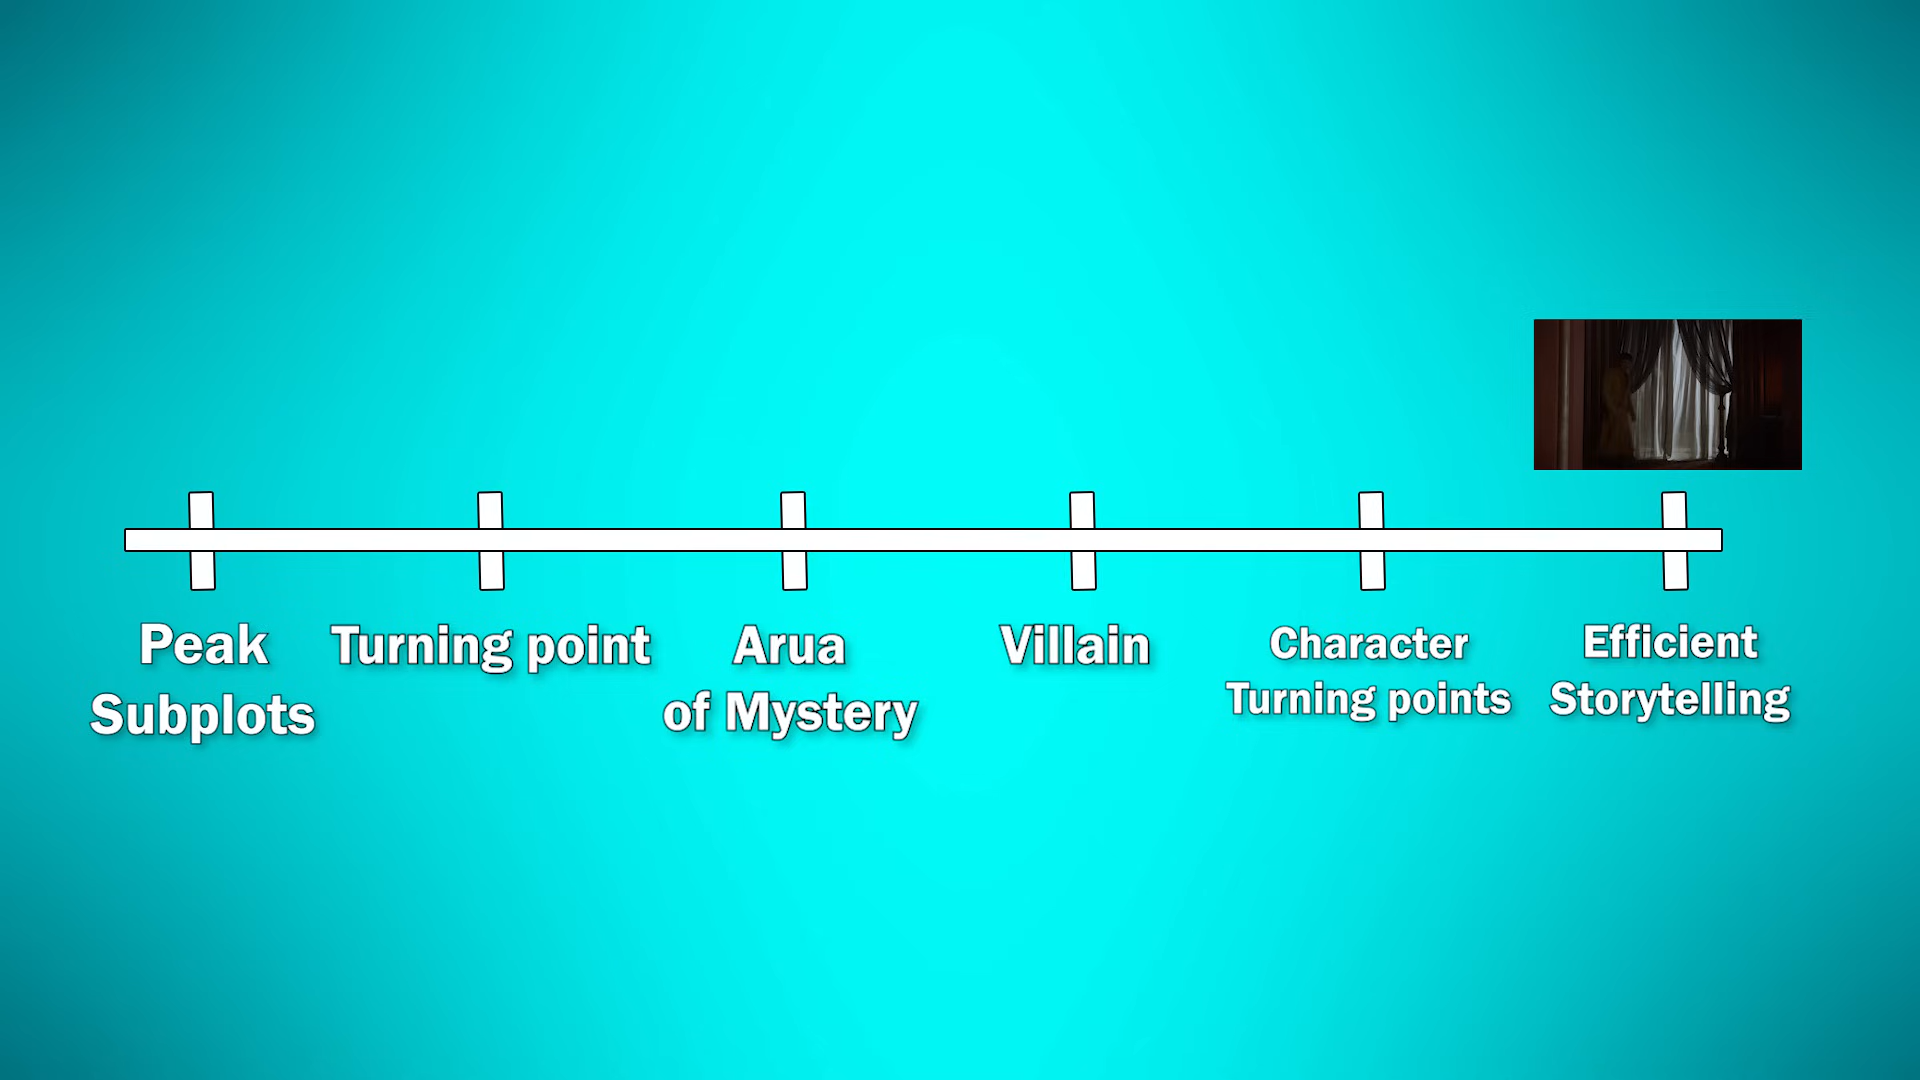 Peak
Subplots
Turning point
Arua
of Mystery
Villain
Character
Turning points
Efficient
Storytelling